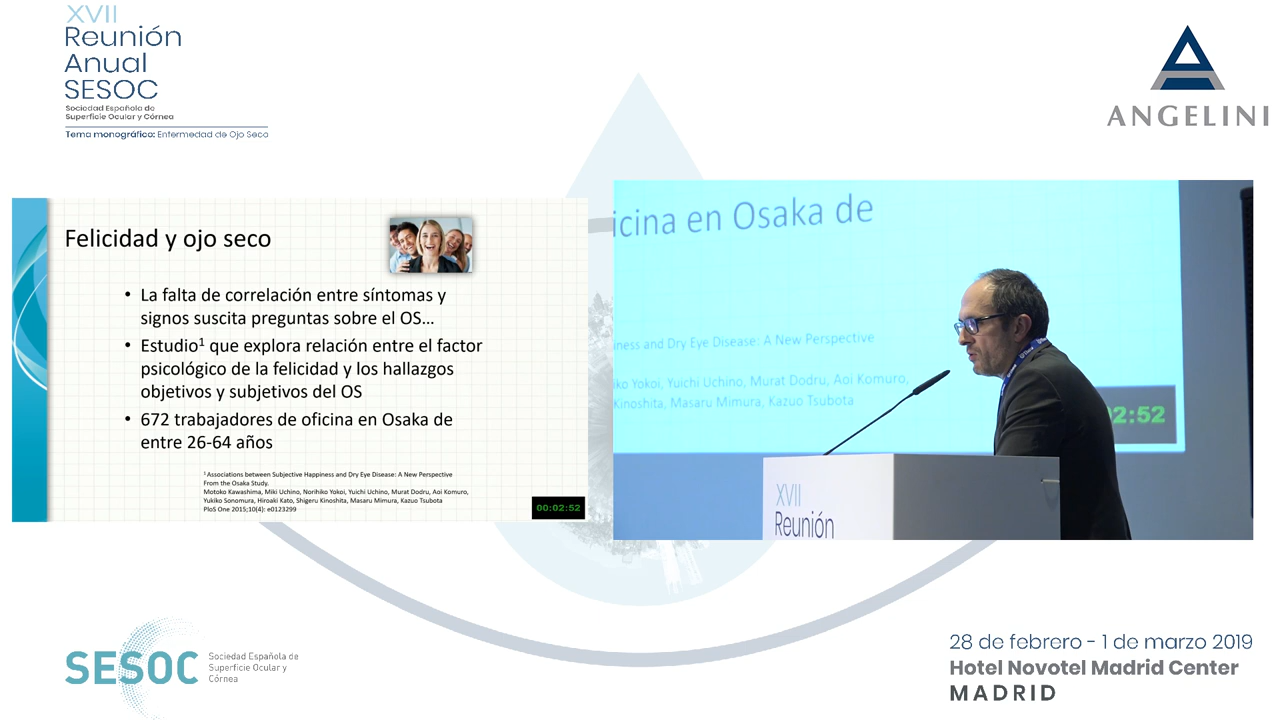 XVII
Reunión
Anual
SESOC
Sociedad Española de
Superficie Ocular y Córnea
Tema monográfico: Enfermedad de Ojo Seco
ANGELINI
Felicidad y ojo seco
• La falta de correlación entre síntomas y
signos suscita preguntas sobre el OS...
• Estudio¹ que explora relación entre el factor
psicológico de la felicidad y los hallazgos
objetivos y subjetivos del OS
• 672 trabajadores de oficina en Osaka de
entre 26-64 años
¹ Associations between Subjective Happiness and Dry Eye Disease: A New Perspective
From the Osaka Study.
Motoko Kawashima, Miki Uchino, Norihiko Yokoi, Yuichi Uchino, Murat Dodru, Aoi Komuro,
Yukiko Sonomura, Hiroaki Kato, Shigeru Kinoshita, Masaru Mimura, Kazuo Tsubota
PloS One 2015;10(4): e0123299
00:02:52
icina en Osaka de
iness and Dry Eye Disease: A New Perspective
iko Yokoi, Yuichi Uchino, Murat Dodru, Aoi Komuro,
Kinoshita, Masaru Mimura, Kazuo Tsubota
2:52
XVII
Reunión
SESOC
Sociedad Española de
Superficie Ocular y
Córnea
28 de febrero - 1 de marzo 2019
Hotel Novotel Madrid Center
MADRID